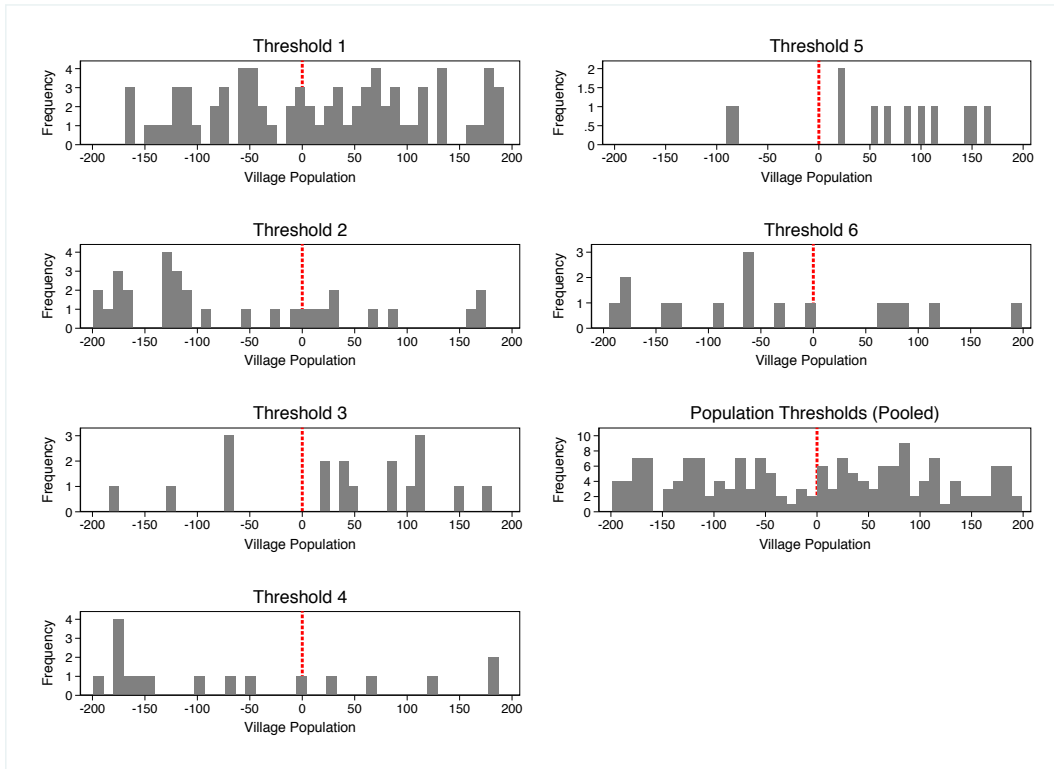 Threshold 1
Frequency
4
3
2
1
0
-200 -150 -100 -50 0 50 100 150 200
Village Population
Threshold 5
Frequency
2
1.5
1
.5
0
-200 -150 -100 -50 0 50 100 150 200
Village Population
Threshold 2
Frequency
4
3
2
1
0
-200 -150 -100 -50 0 50 100 150 200
Village Population
Threshold 6
Frequency
3
2
1
0
-200 -150 -100 -50 0 50 100 150 200
Village Population
Threshold 3
Frequency
3
2
1
0
-200 -150 -100 -50 0 50 100 150 200
Village Population
Population Thresholds (Pooled)
Frequency
10
8
6
4
2
0
-200 -150 -100 -50 0 50 100 150 200
Village Population
Threshold 4
Frequency
4
3
2
1
0
-200 -150 -100 -50 0 50 100 150 200
Village Population